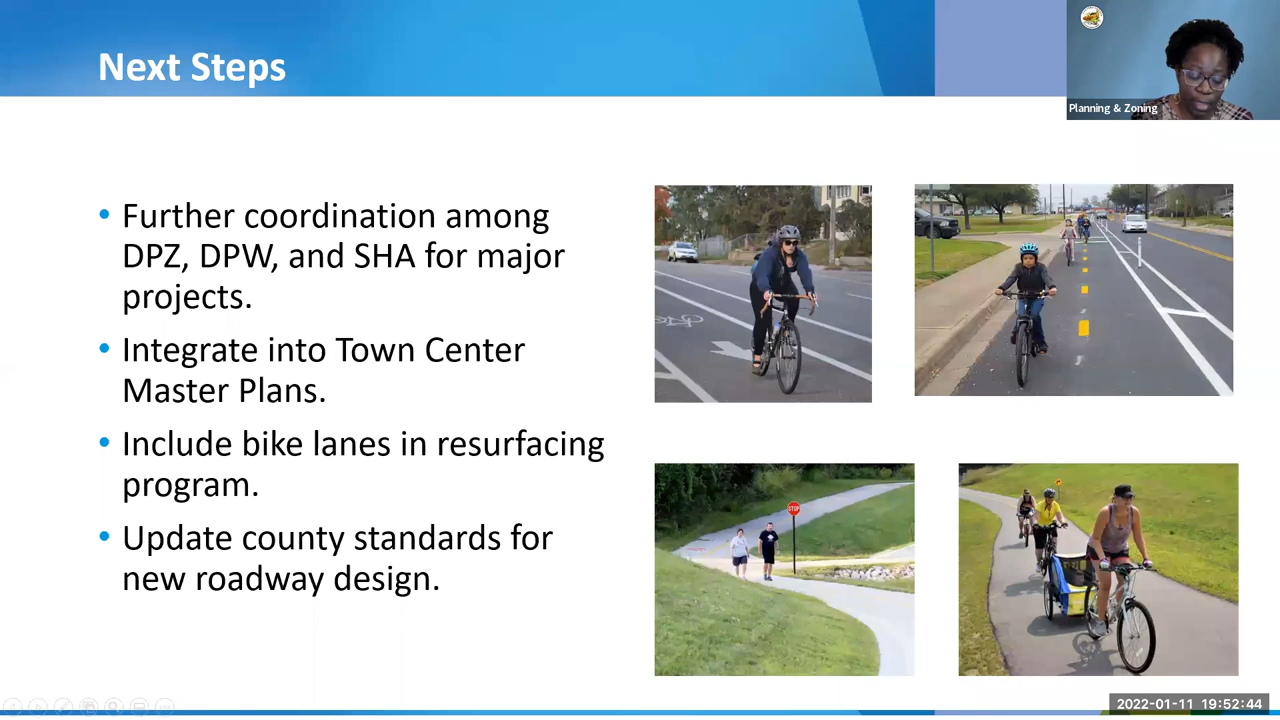 Next Steps
Planning & Zoning
• Further coordination among
DPZ, DPW, and SHA for major
projects.
• Integrate into Town Center
Master Plans.
• Include bike lanes in resurfacing
program.
• Update county standards for
new roadway design.
STOP
2022-01-11 19:52:44